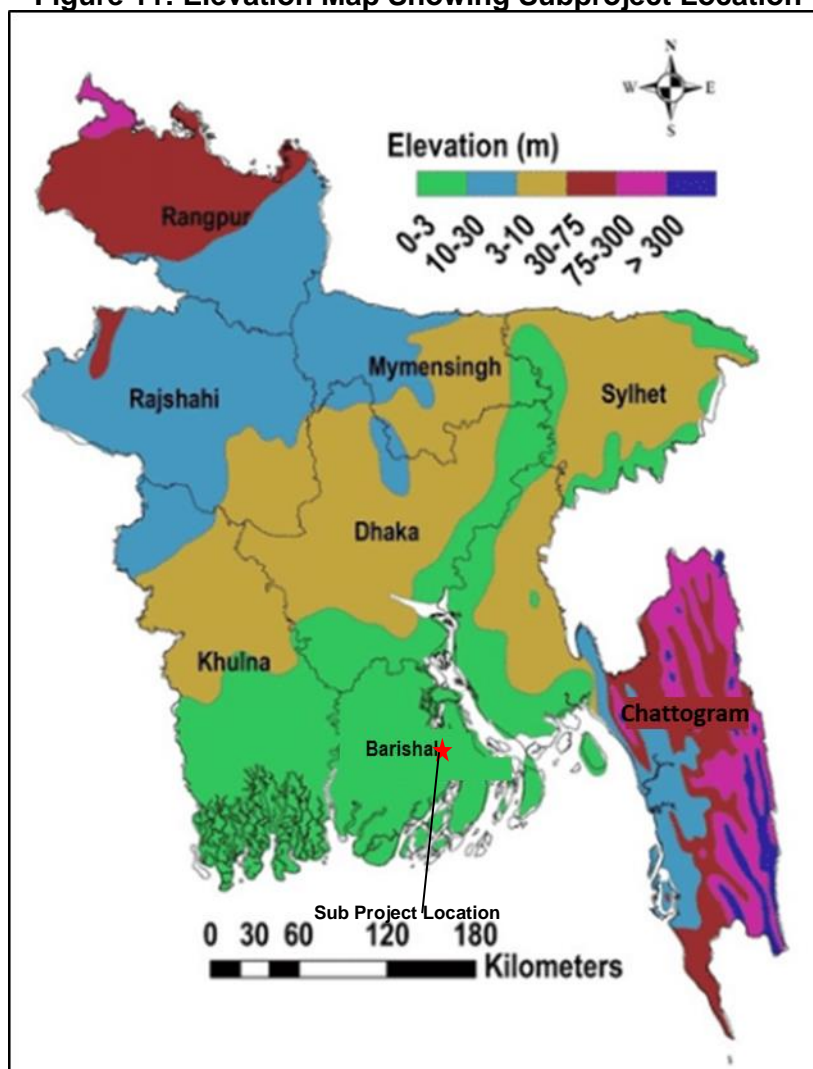 Figure 11: Elevation Map Showing Subproject Location
N
W E
S
Elevation (m)
0-3
10-30
3-10
30-75
75-300
> 300
Rangpur
Mymensingh
Sylhet
Rajshahi
Dhaka
Khulna
Chattogram
Barishal
Sub Project Location
0 30 60 120 180
Kilometers